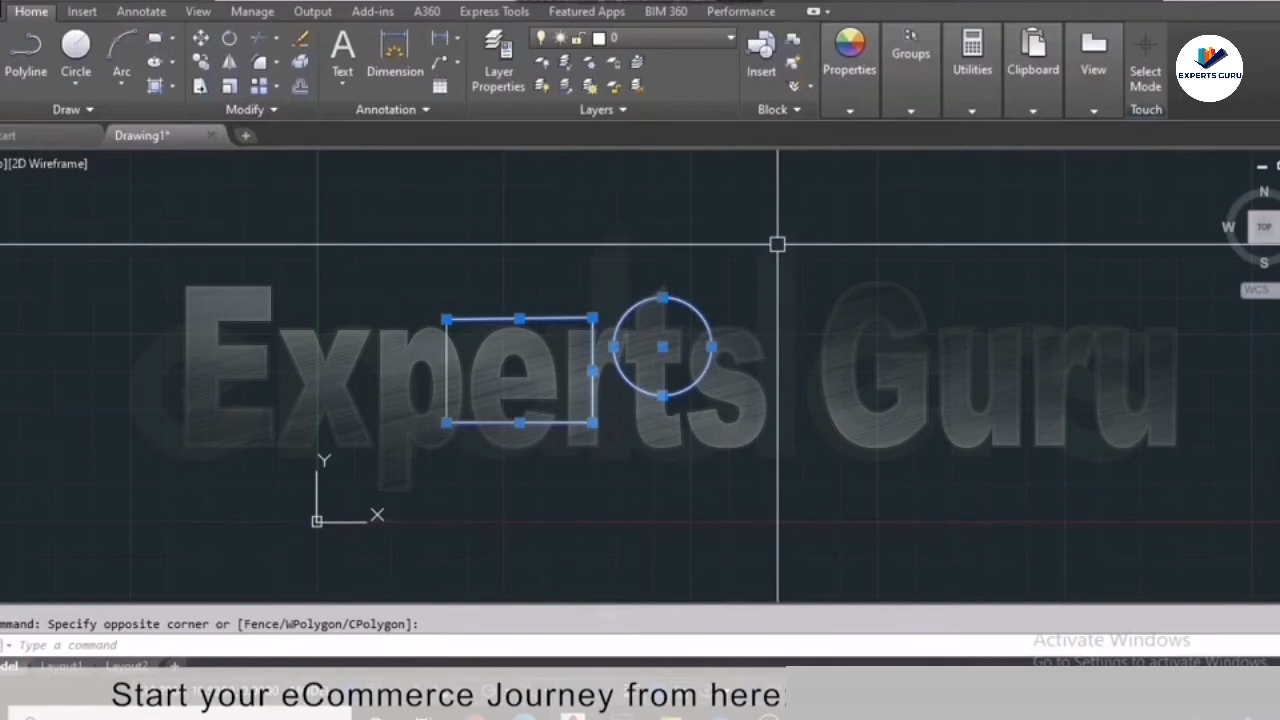 Home Insert Annotate View Manage Output Add-ins A360 Express Tools Featured Apps BIM 360 Performance
0
Polyline Circle Arc Text Dimension Layer Properties Insert Properties Groups Utilities Clipboard View Select Mode
EXPERTS GURU
Draw Modify Annotation Layers Block Touch
Drawing1*
[2D Wireframe]
N
W TOP
S
WCS
Experts Guru
Y
X
Command: Specify opposite corner or [Fence/WPolygon/CPolygon]:
Type a command
Activate Windows
Go to Settings to activate Windows.
Layout1 Layout2 +
Start your eCommerce Journey from here: